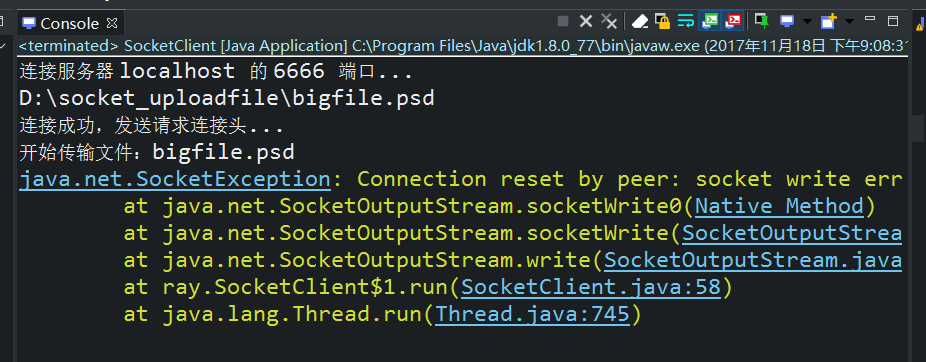 Console
<terminated> SocketClient [Java Application] C:\Program Files\Java\jdk1.8.0_77\bin\javaw.exe (2017年11月18日 下午9:08:31
连接服务器 localhost 的 6666 端口...
D:\socket_uploadfile\bigfile.psd
连接成功，发送请求连接头...
开始传输文件：bigfile.psd
java.net.SocketException: Connection reset by peer: socket write err
at java.net.SocketOutputStream.socketWrite0(Native Method)
at java.net.SocketOutputStream.socketWrite(SocketOutputStrea
at java.net.SocketOutputStream.write(SocketOutputStream.java
at ray.SocketClient$1.run(SocketClient.java:58)
at java.lang.Thread.run(Thread.java:745)